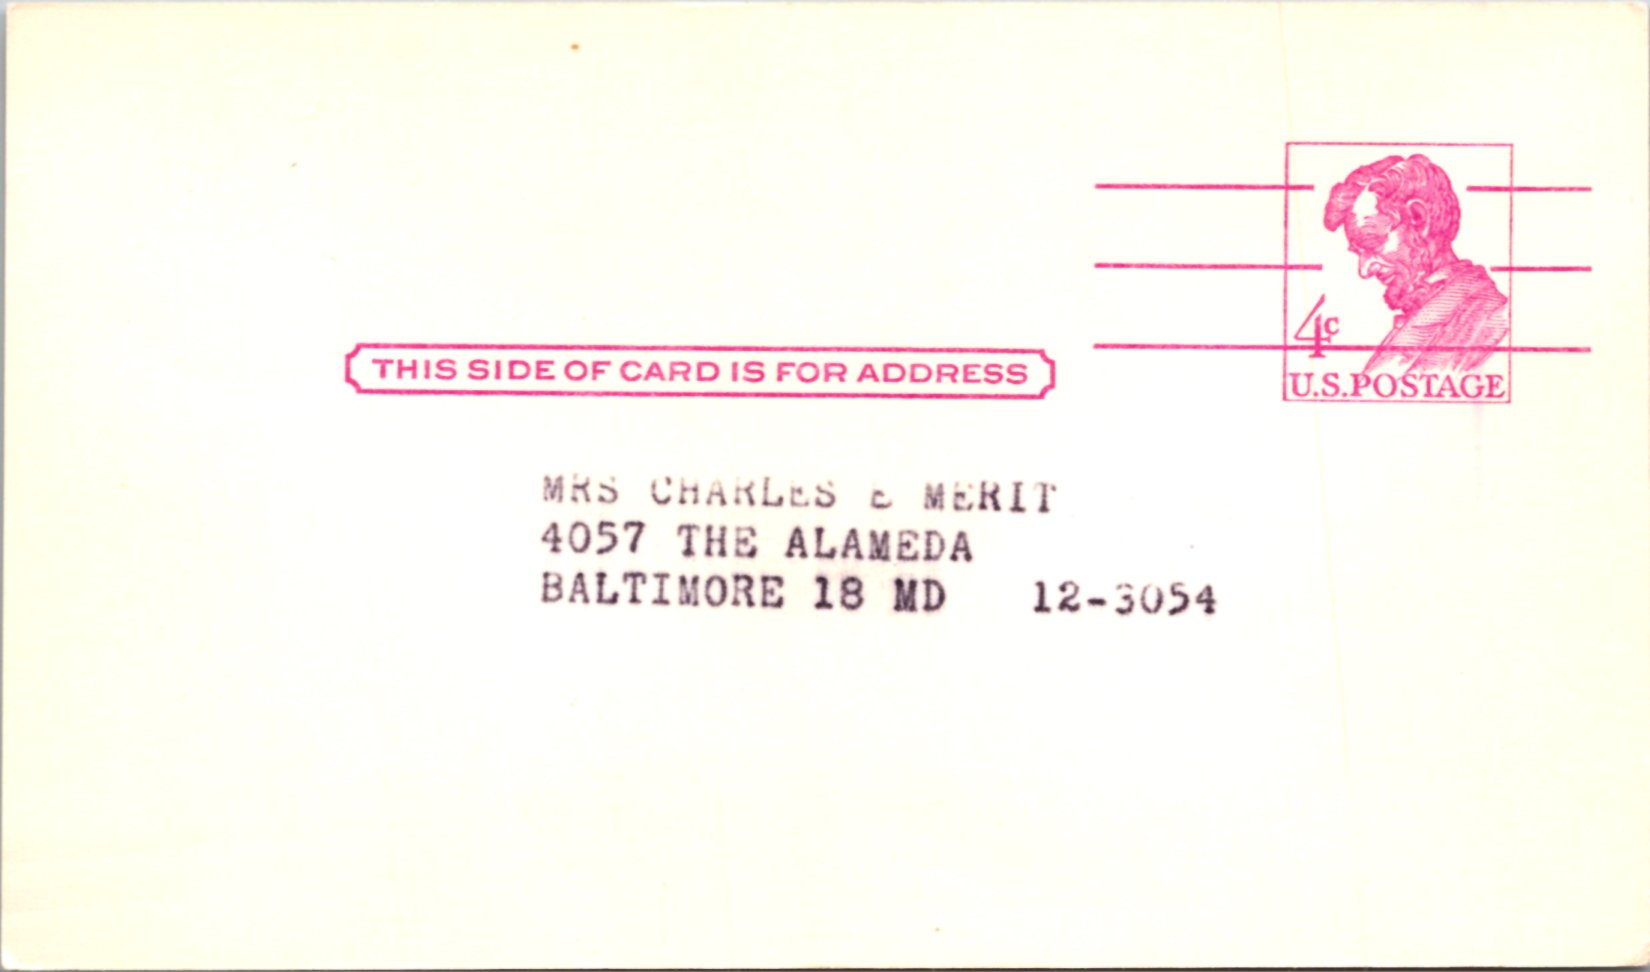 4c
U.S.POSTAGE
THIS SIDE OF CARD IS FOR ADDRESS
MRS CHARLES E MERIT
4057 THE ALAMEDA
BALTIMORE 18 MD 12-3054